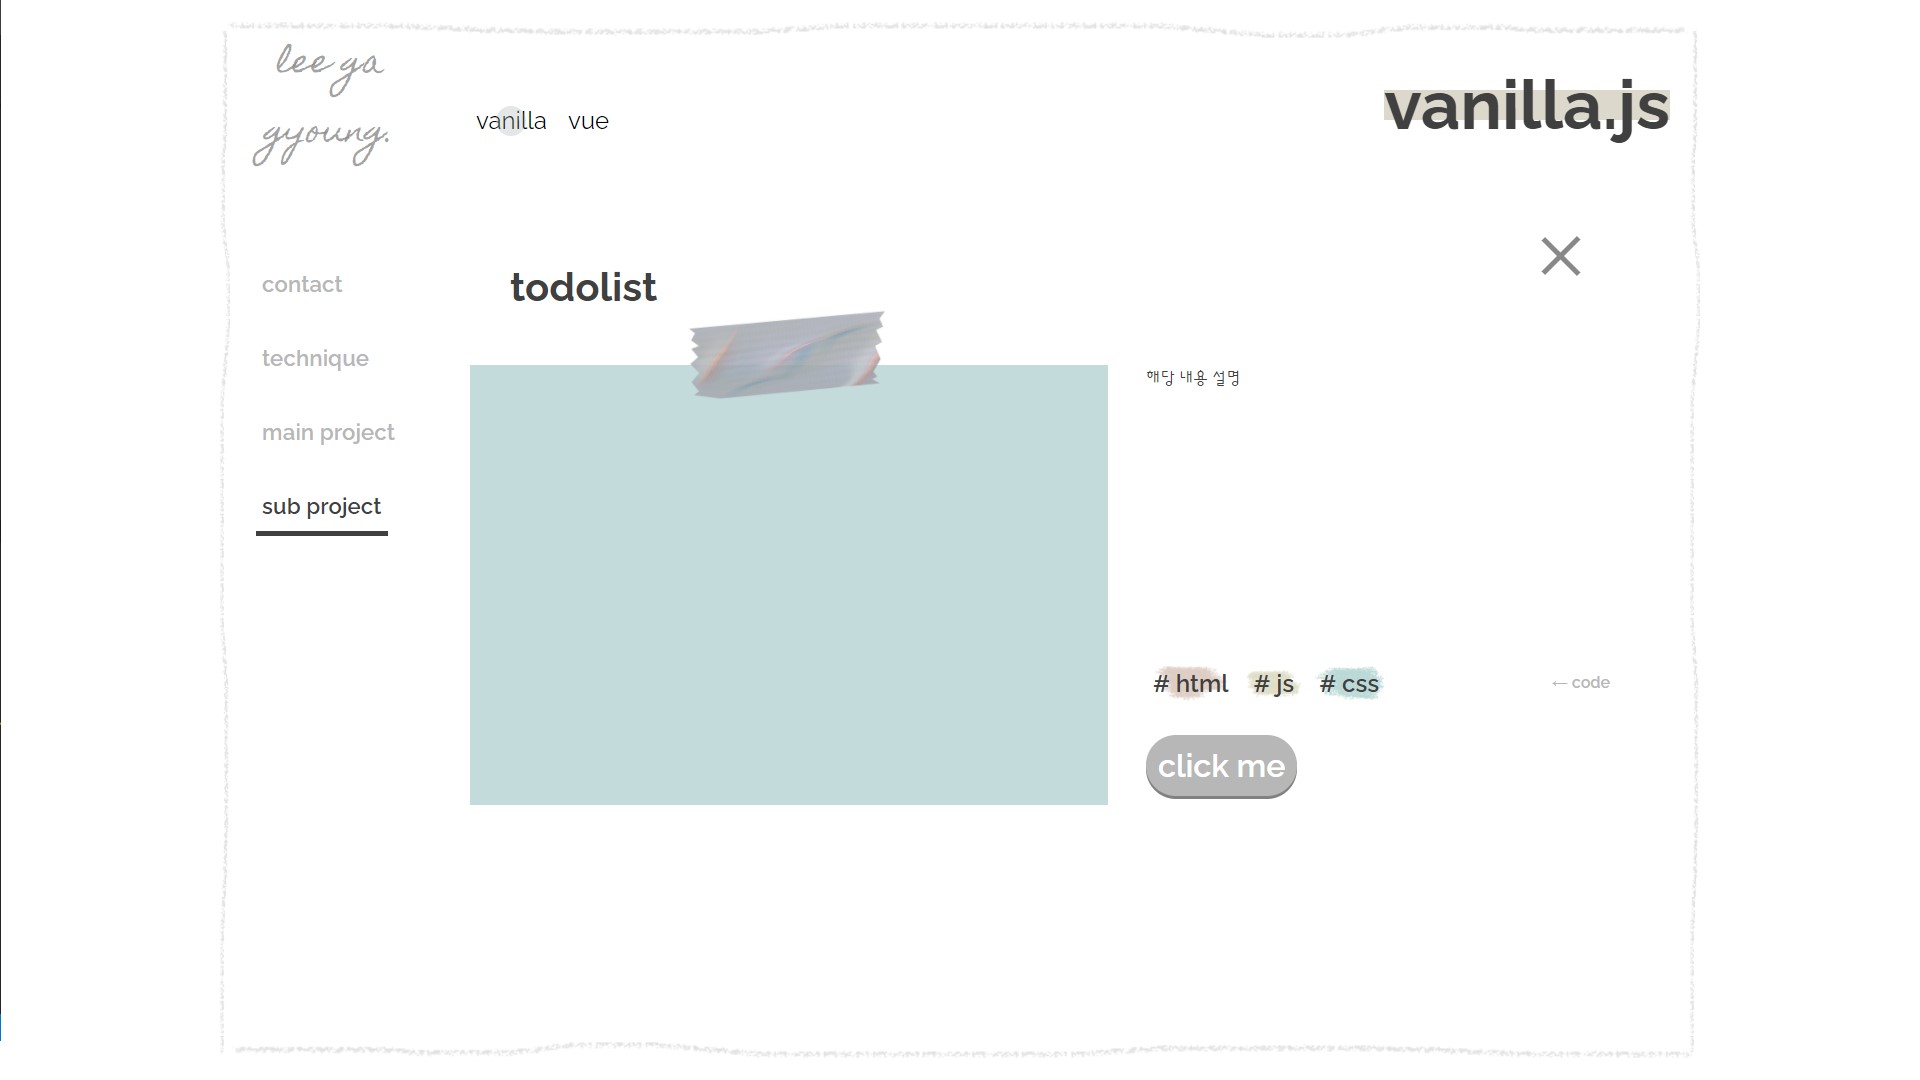 lee ga
gyoung.
vanilla vue
vanilla.js
contact
technique
main project
sub project
todolist
해당 내용 설명
# html # js # css
← code
click me